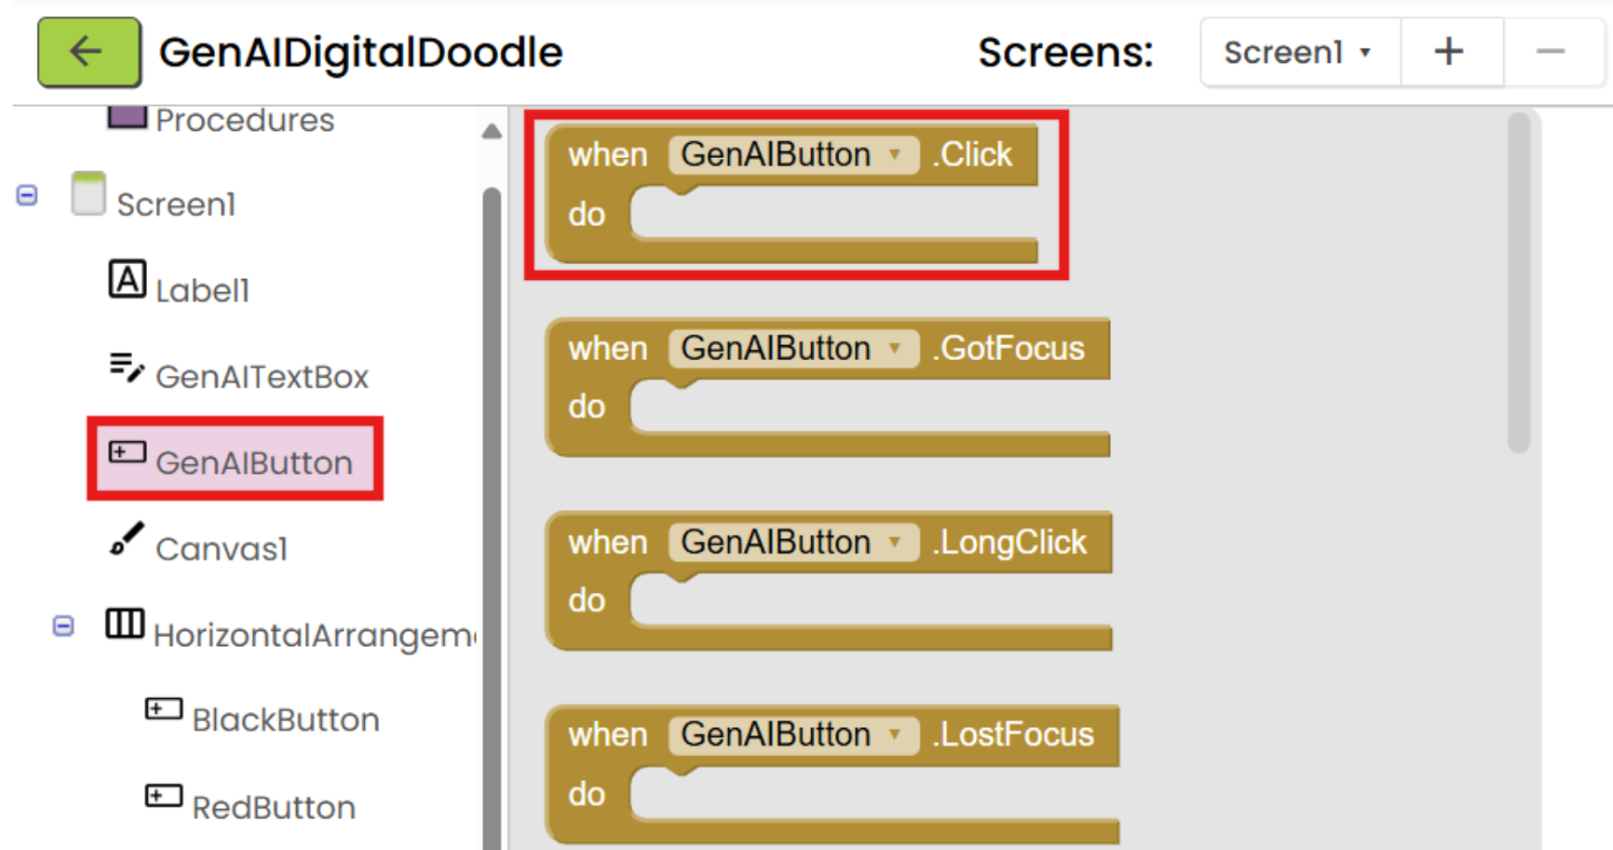 GenAIDigitalDoodle
Screens:
Screen1
Procedures
Screen1
Label1
GenAITextBox
GenAIButton
Canvas1
HorizontalArrangem
BlackButton
RedButton
when GenAIButton .Click
do
when GenAIButton .GotFocus
do
when GenAIButton .LongClick
do
when GenAIButton .LostFocus
do